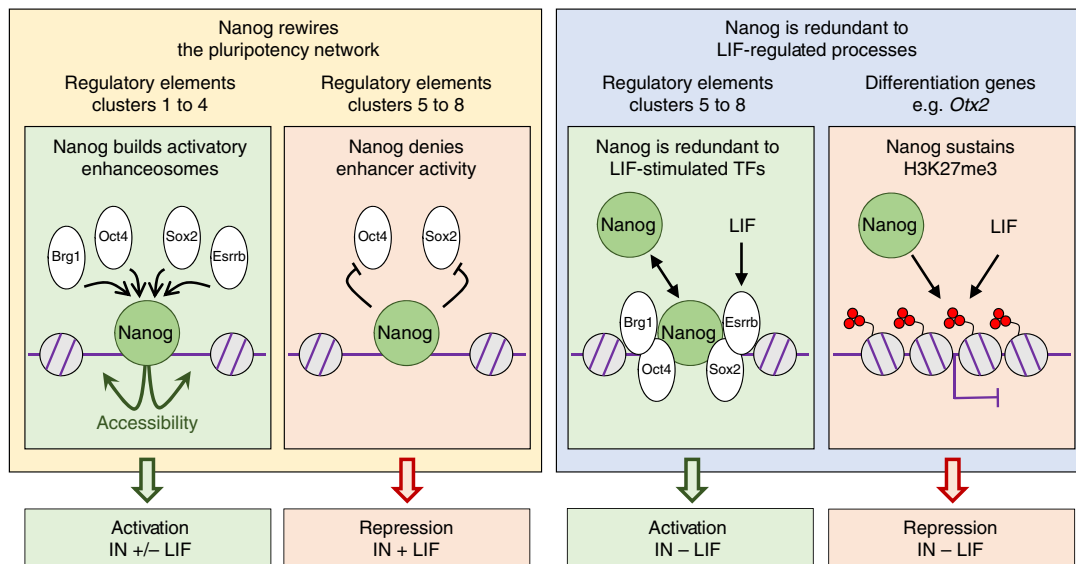 Nanog rewires
the pluripotency network
Regulatory elements
clusters 1 to 4
Nanog builds activatory
enhanceosomes
Brg1
Oct4
Sox2
Esrrb
Nanog
Accessibility
Activation
IN +/– LIF
Regulatory elements
clusters 5 to 8
Nanog denies
enhancer activity
Oct4
Sox2
Nanog
Repression
IN + LIF
Nanog is redundant to
LIF-regulated processes
Regulatory elements
clusters 5 to 8
Nanog is redundant to
LIF-stimulated TFs
Nanog
LIF
Brg1
Nanog
Esrrb
Oct4
Sox2
Activation
IN – LIF
Differentiation genes
e.g. Otx2
Nanog sustains
H3K27me3
Nanog
LIF
Repression
IN – LIF